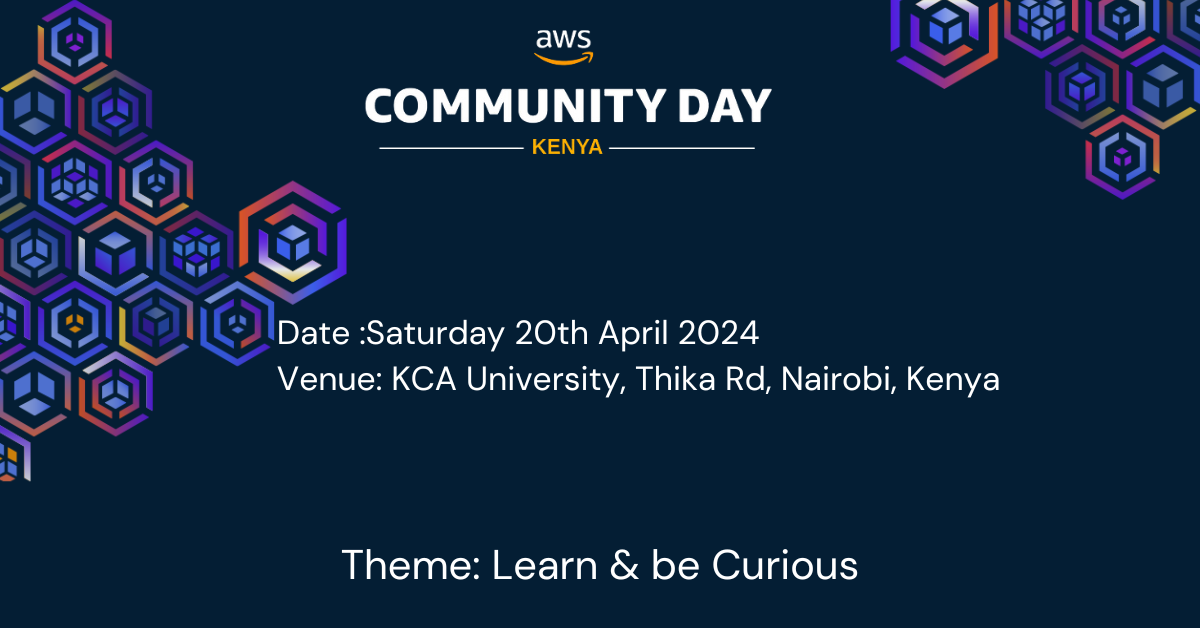 aws
COMMUNITY DAY
KENYA
Date :Saturday 20th April 2024
Venue: KCA University, Thika Rd, Nairobi, Kenya
Theme: Learn & be Curious